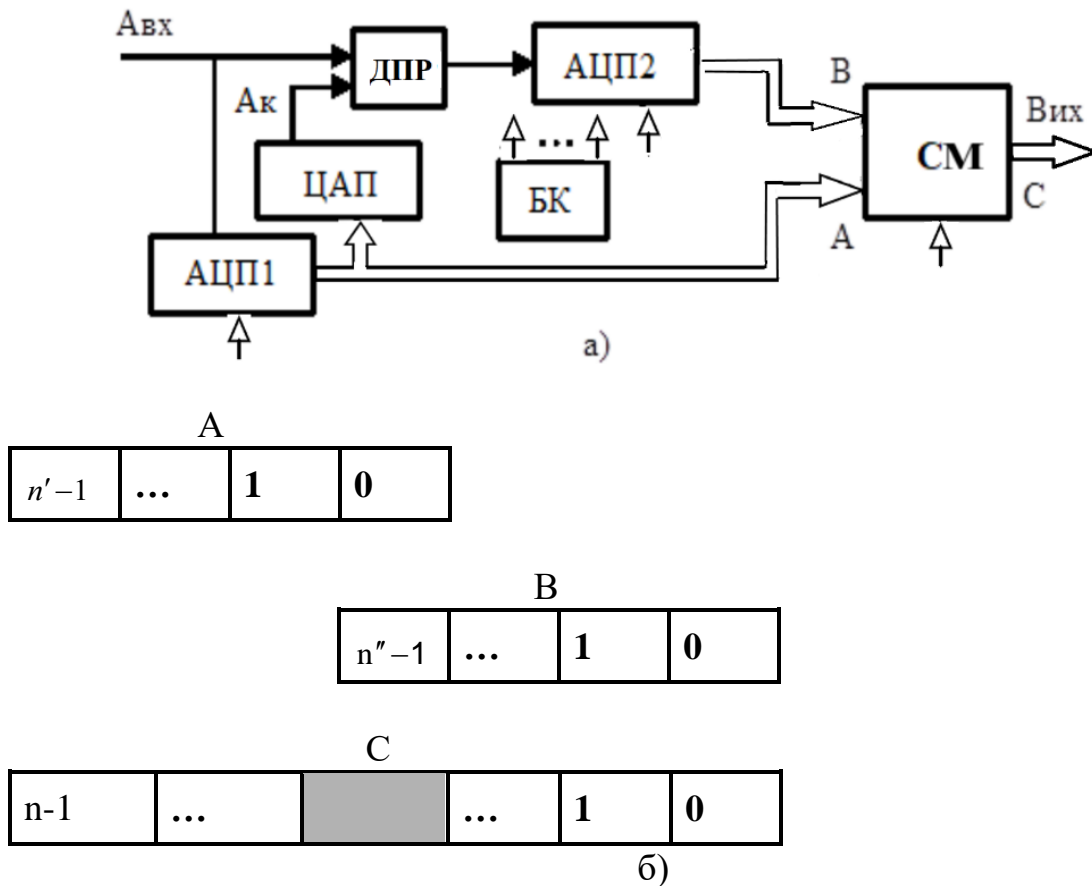 Авх
ДПР
АЦП2
В
Ак
Вих
ЦАП
БК
СМ
С
А
АЦП1
а)
А
n′−1 ... 1 0
В
n″−1 ... 1 0
С
n-1 ... ... 1 0
б)